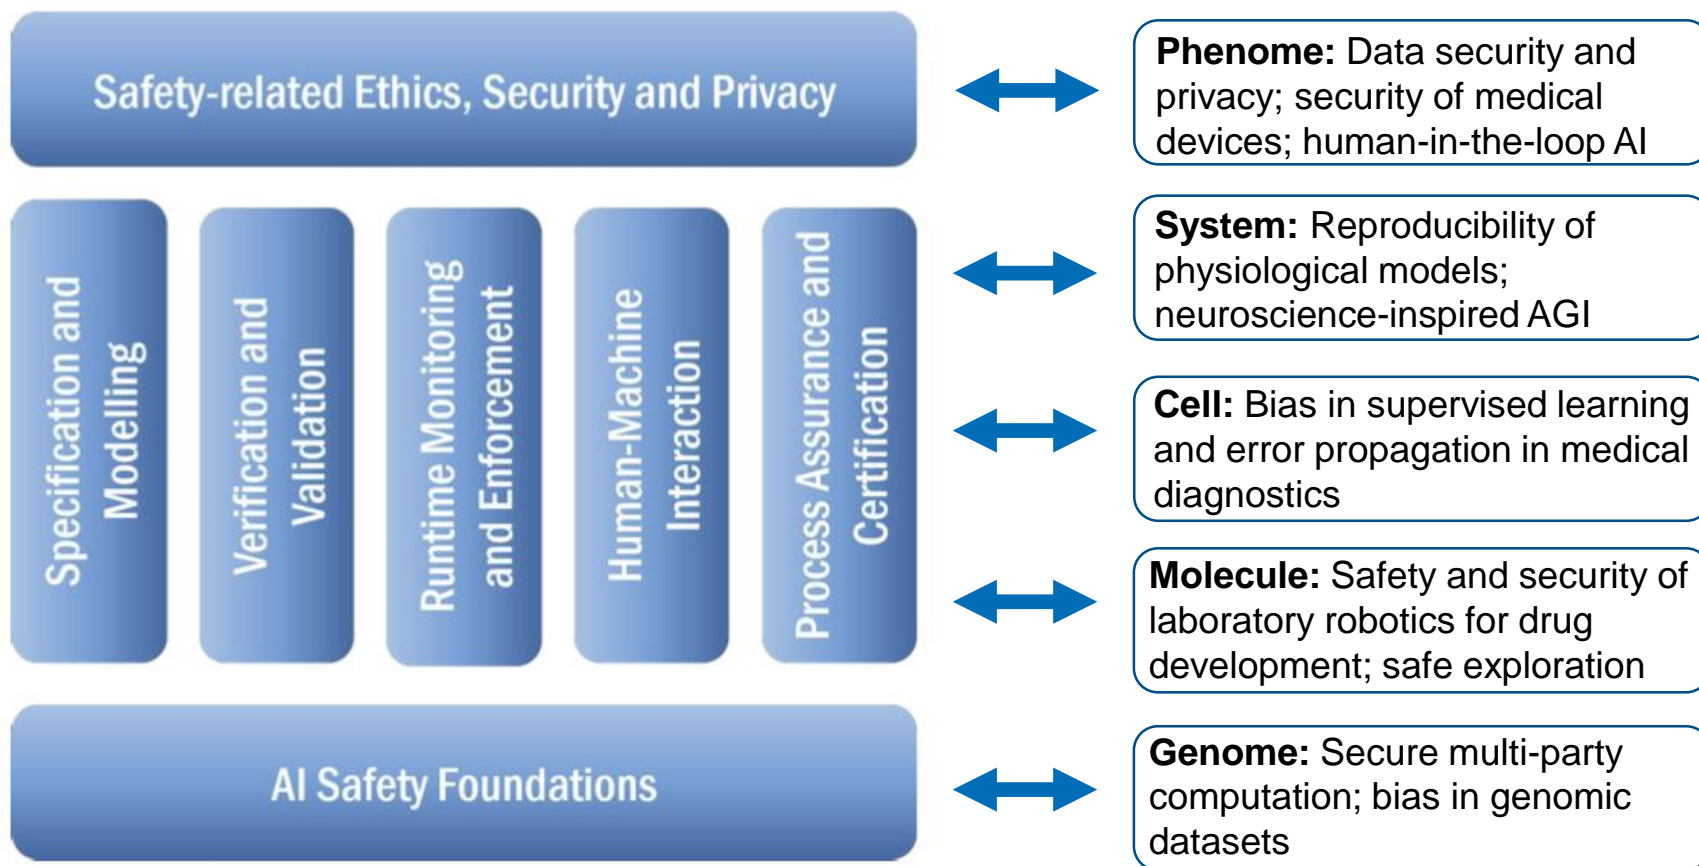 Safety-related Ethics, Security and Privacy
Specification and
Modelling
Verification and
Validation
Runtime Monitoring
and Enforcement
Human-Machine
Interaction
Process Assurance and
Certification
AI Safety Foundations
Phenome: Data security and
privacy; security of medical
devices; human-in-the-loop AI
System: Reproducibility of
physiological models;
neuroscience-inspired AGI
Cell: Bias in supervised learning
and error propagation in medical
diagnostics
Molecule: Safety and security of
laboratory robotics for drug
development; safe exploration
Genome: Secure multi-party
computation; bias in genomic
datasets